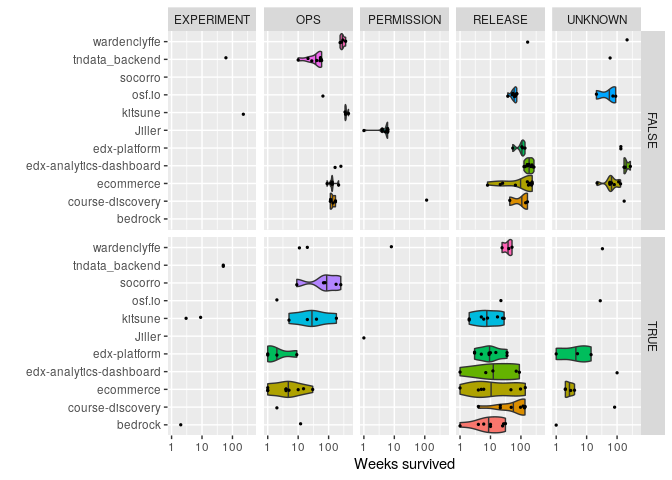 EXPERIMENT OPS PERMISSION RELEASE UNKNOWN
wardenclyffe
tndata_backend
socorro
osf.io
kitsune
Jiller
edx-platform
edx-analytics-dashboard
ecommerce
course-discovery
bedrock
FALSE
wardenclyffe
tndata_backend
socorro
osf.io
kitsune
Jiller
edx-platform
edx-analytics-dashboard
ecommerce
course-discovery
bedrock
TRUE
1 10 100 1 10 100 1 10 100 1 10 100 1 10 100
Weeks survived